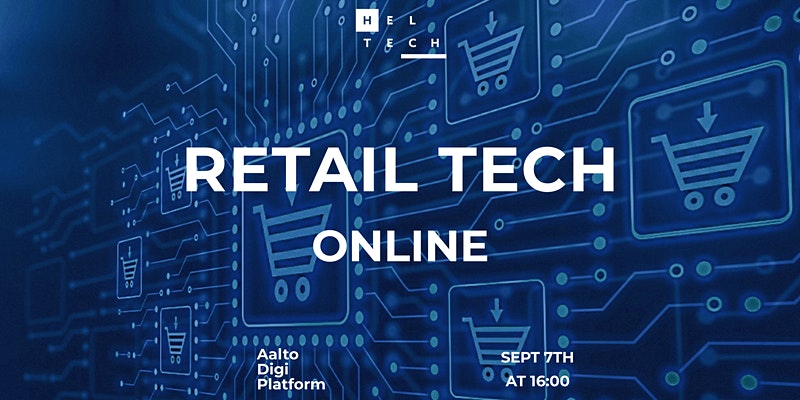 HEL
TECH
RETAIL TECH
ONLINE
Aalto
Digi
Platform
SEPT 7TH
AT 16:00